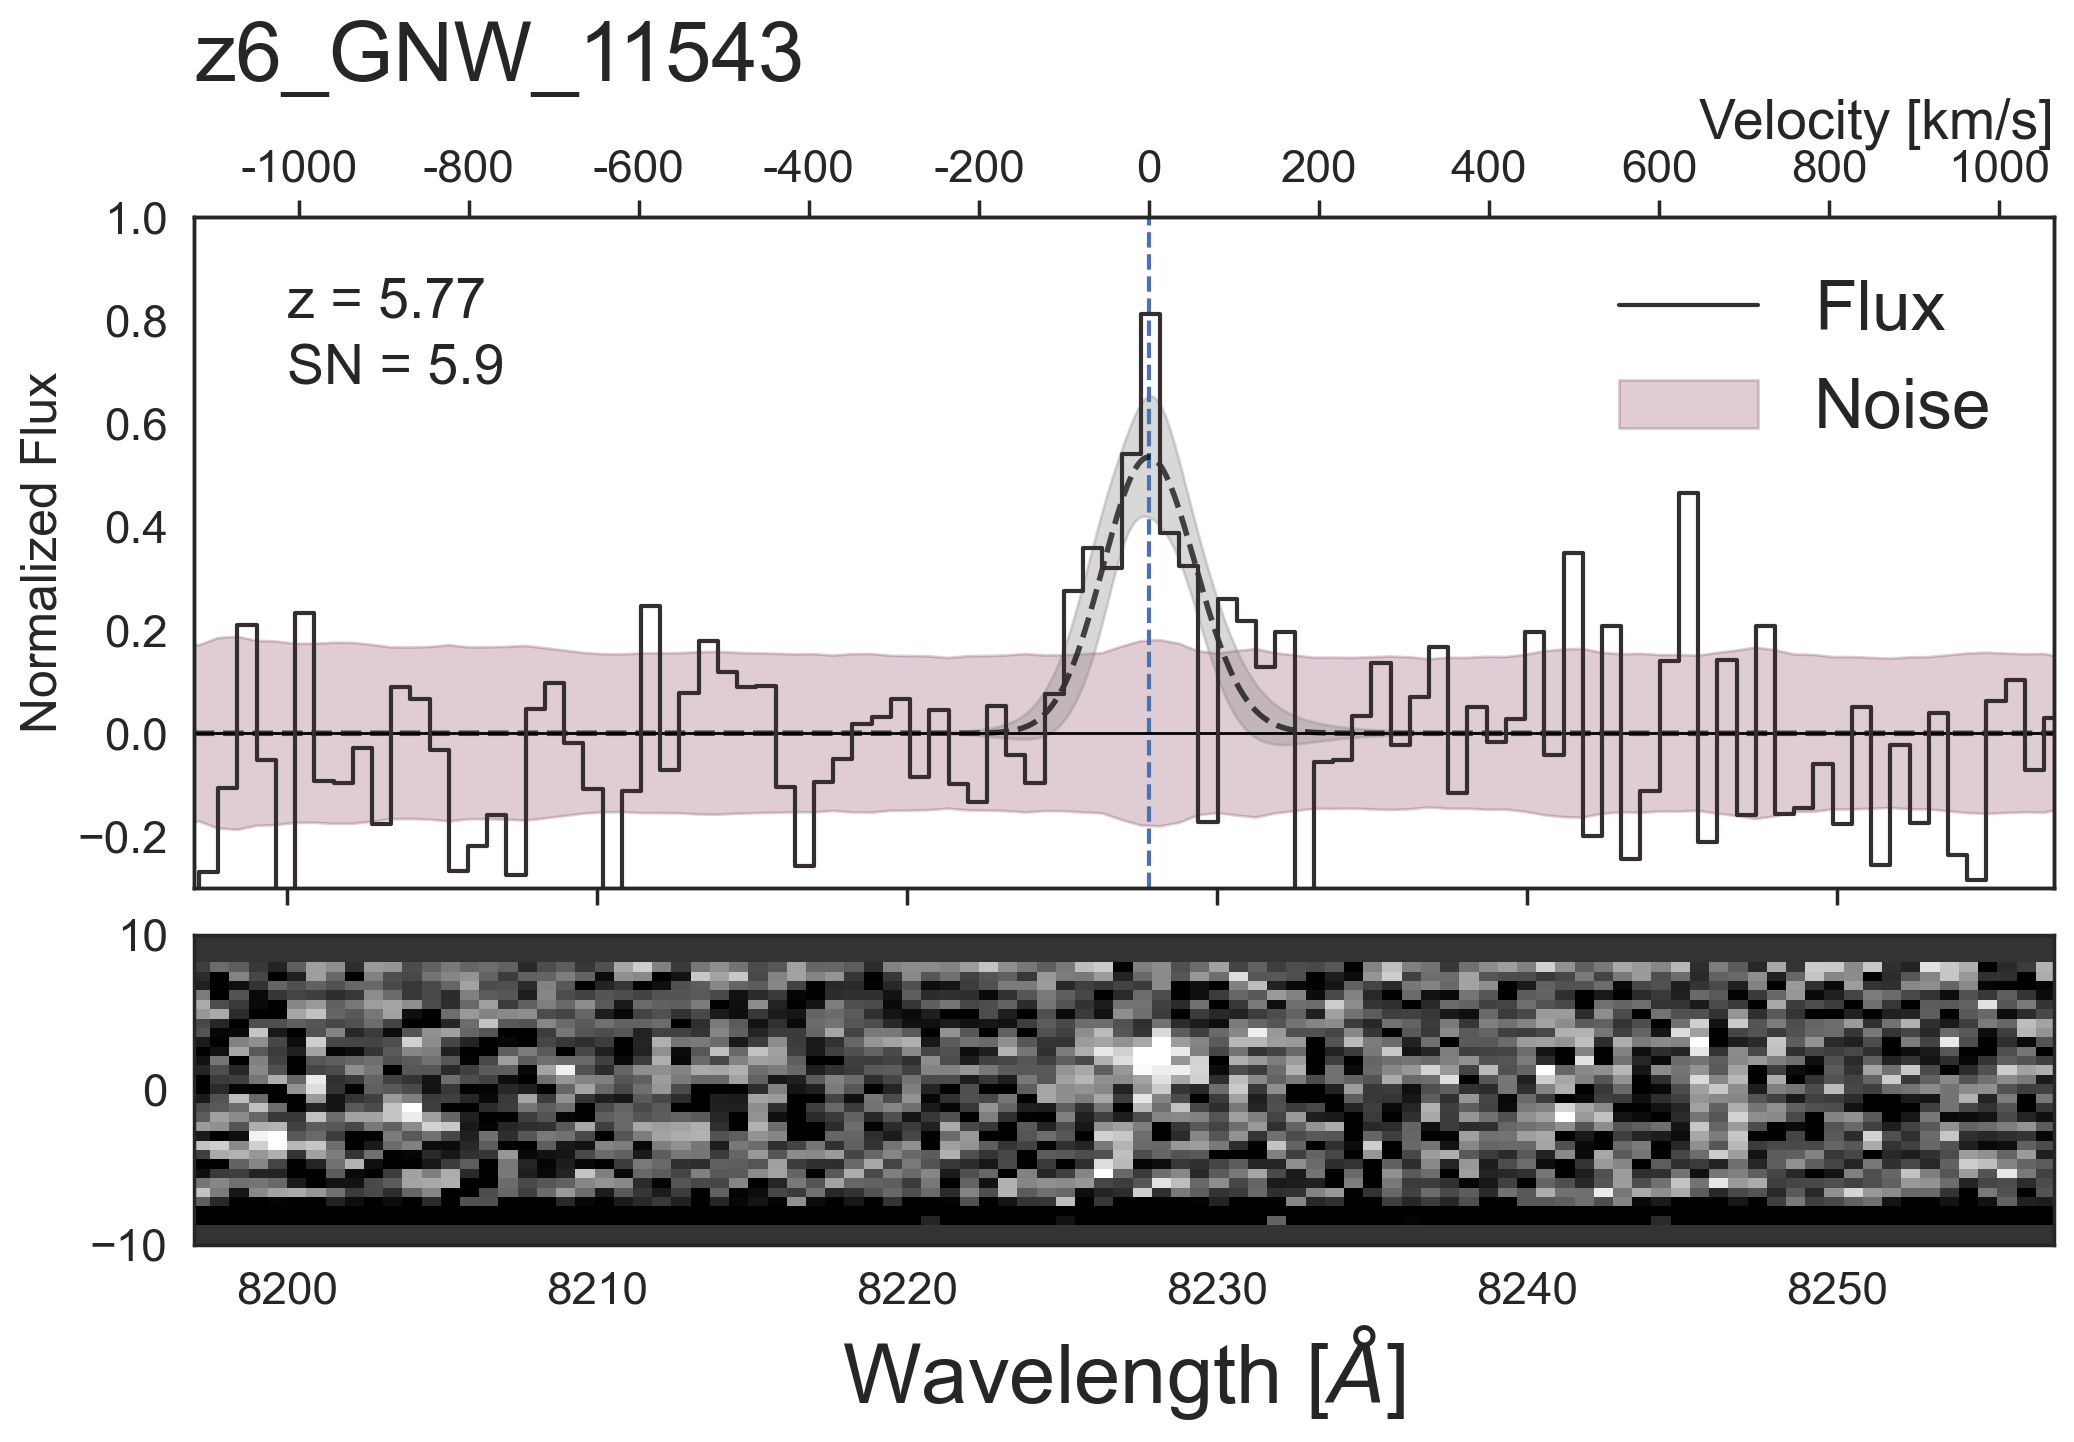 z6_GNW_11543
Velocity [km/s]
-1000 -800 -600 -400 -200 0 200 400 600 800 1000
1.0
0.8
0.6
0.4
0.2
0.0
−0.2
Normalized Flux
z = 5.77
SN = 5.9
Flux
Noise
10
0
−10
8200 8210 8220 8230 8240 8250
Wavelength [Å]